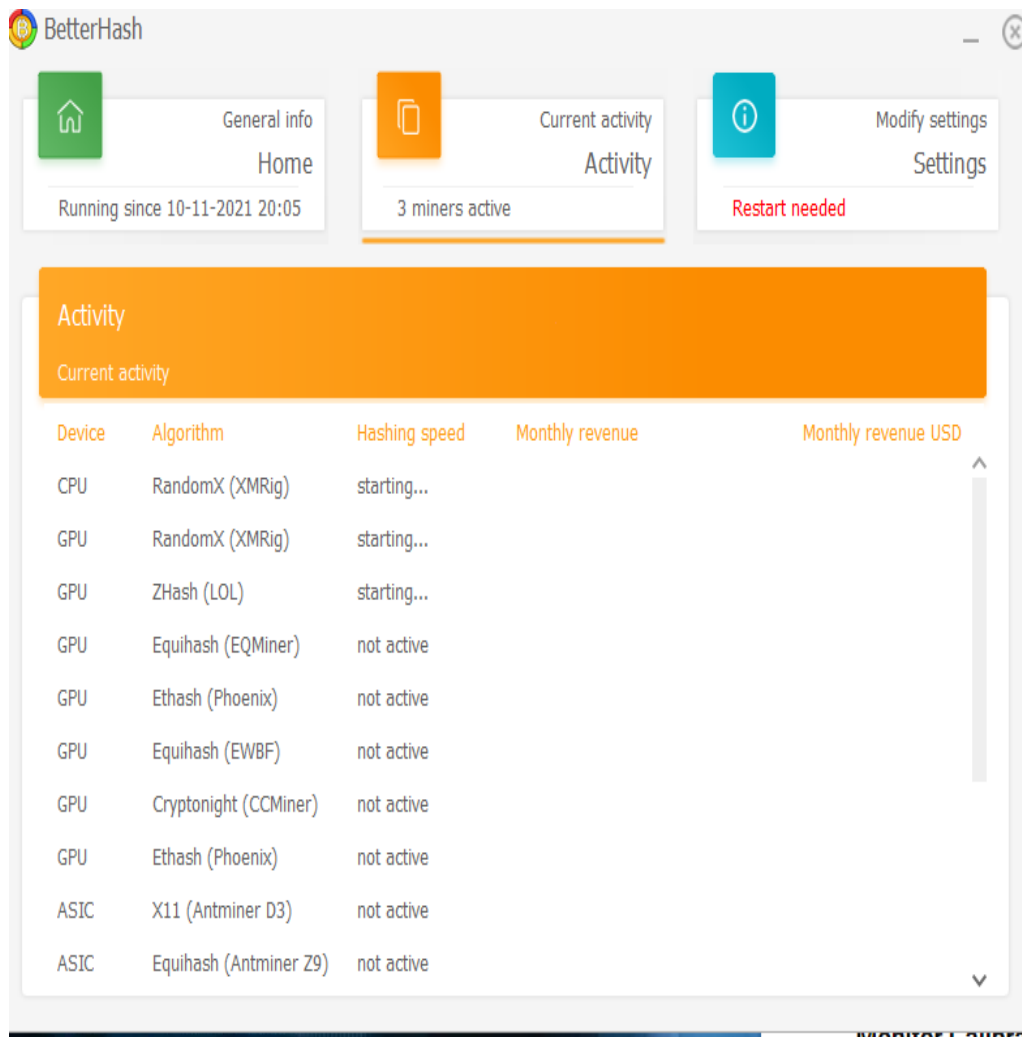 BetterHash
General info
Home
Running since 10-11-2021 20:05
Current activity
Activity
3 miners active
Modify settings
Settings
Restart needed
Activity
Current activity
Device Algorithm Hashing speed Monthly revenue Monthly revenue USD
CPU RandomX (XMRig) starting...
GPU RandomX (XMRig) starting...
GPU ZHash (LOL) starting...
GPU Equihash (EQMiner) not active
GPU Ethash (Phoenix) not active
GPU Equihash (EWBF) not active
GPU Cryptonight (CCMiner) not active
GPU Ethash (Phoenix) not active
ASIC X11 (Antminer D3) not active
ASIC Equihash (Antminer Z9) not active